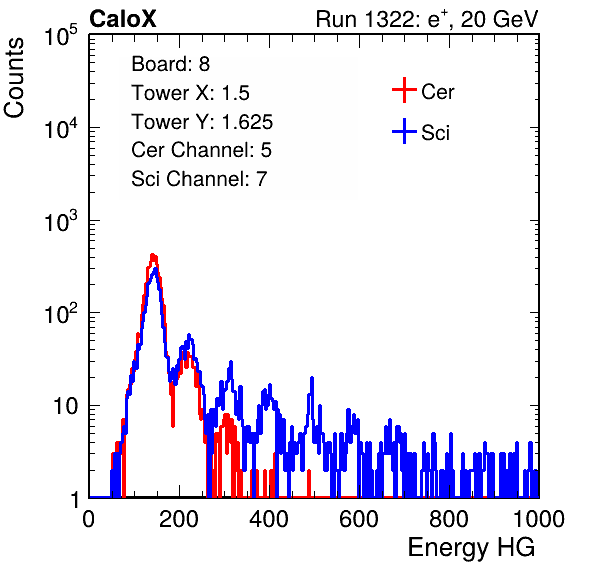 CaloX Run 1322: e⁺, 20 GeV
Counts
Board: 8
Tower X: 1.5
Tower Y: 1.625
Cer Channel: 5
Sci Channel: 7
Cer
Sci
10⁵
10⁴
10³
10²
10
1
0 200 400 600 800 1000
Energy HG